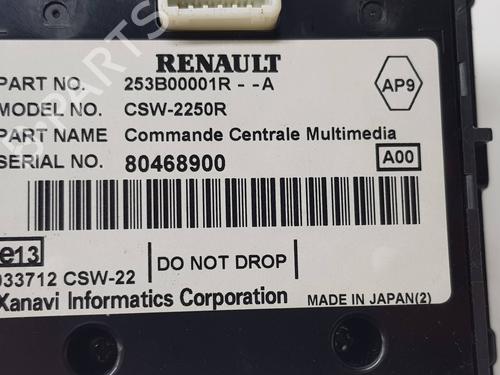 RENAULT
PART NO. 253B00001R - - A
AP9
MODEL NO. CSW-2250R
PART NAME Commande Centrale Multimedia
SERIAL NO. 80468900
A00
e13
033712 CSW-22
DO NOT DROP
Xanavi Informatics Corporation MADE IN JAPAN(2)